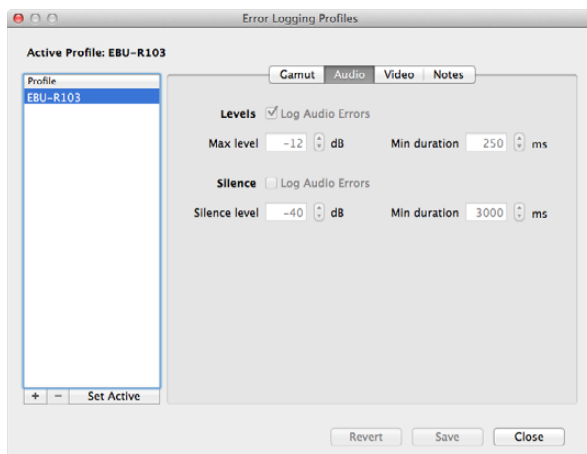 Error Logging Profiles
Active Profile: EBU-R103
Profile
EBU-R103
Gamut Audio Video Notes
Levels Log Audio Errors
Max level -12 dB Min duration 250 ms
Silence Log Audio Errors
Silence level -40 dB Min duration 3000 ms
+ - Set Active
Revert Save Close